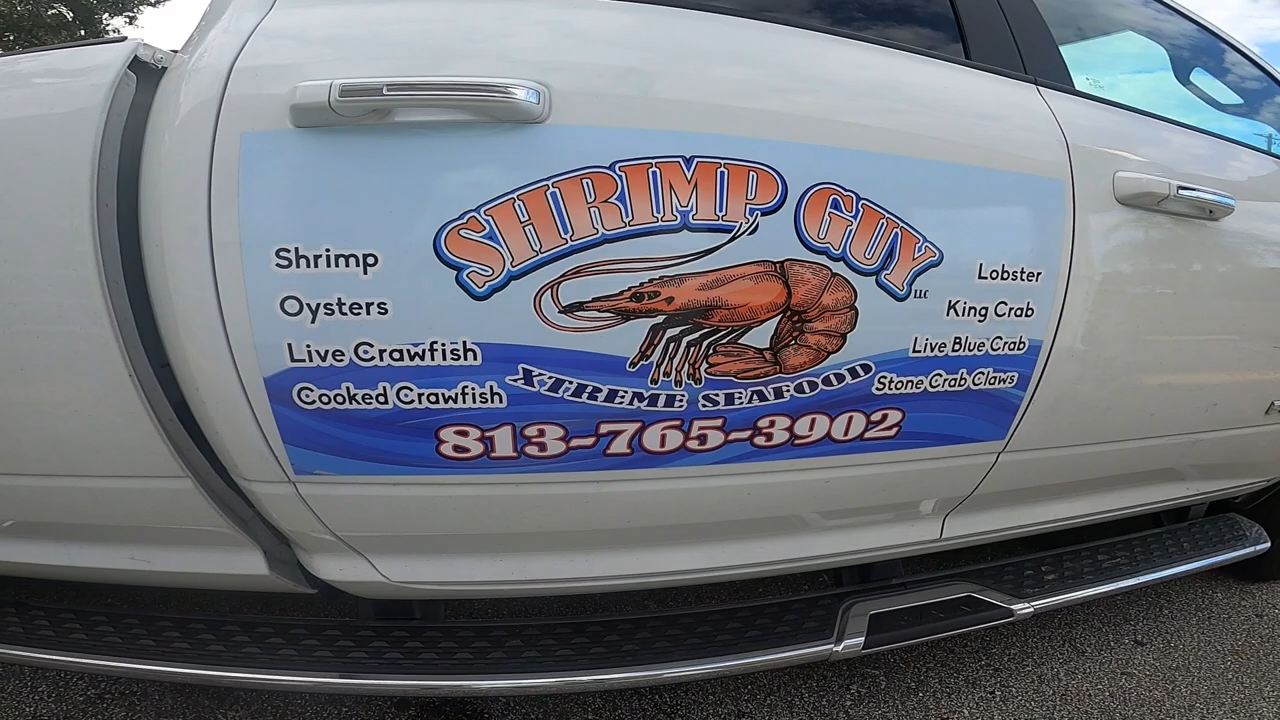 SHRIMP GUY
LLC
Shrimp
Oysters
Live Crawfish
Cooked Crawfish
Lobster
King Crab
Live Blue Crab
Stone Crab Claws
XTREME SEAFOOD
813-765-3902